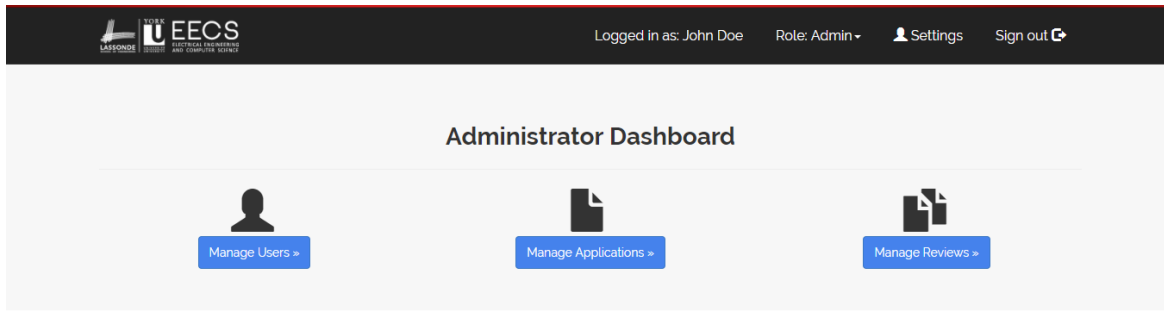 LASSONDE
YORK
U
EECS
ELECTRICAL ENGINEERING
AND COMPUTER SCIENCE
Logged in as: John Doe
Role: Admin
Settings
Sign out
Administrator Dashboard
Manage Users »
Manage Applications »
Manage Reviews »